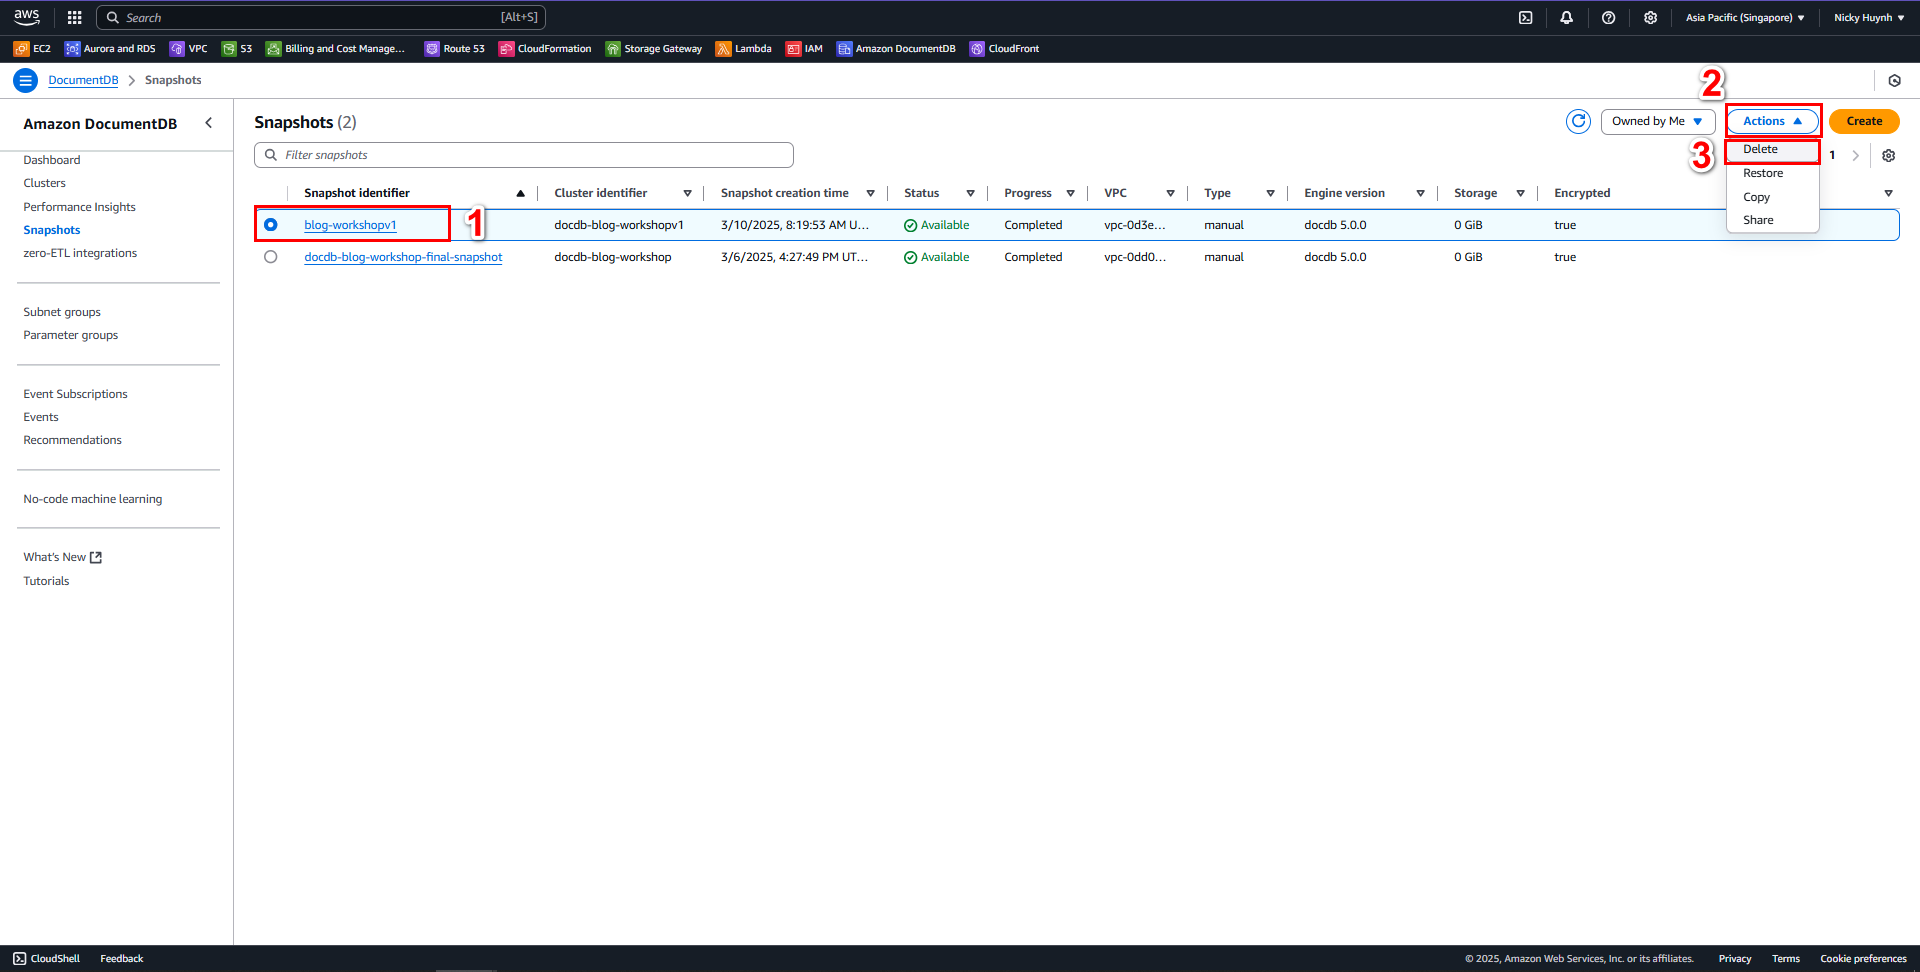 aws Search [Alt+S] Asia Pacific (Singapore) Nicky Huynh
EC2 Aurora and RDS VPC S3 Billing and Cost Manage... Route 53 CloudFormation Storage Gateway Lambda IAM Amazon DocumentDB CloudFront
DocumentDB Snapshots
2
Amazon DocumentDB
Snapshots (2) Owned by Me Actions Create
3 Delete 1
Filter snapshots
Restore
Copy
Share
Dashboard
Clusters
Performance Insights
Snapshots
zero-ETL integrations
Subnet groups
Parameter groups
Event Subscriptions
Events
Recommendations
No-code machine learning
What's New
Tutorials
Snapshot identifier Cluster identifier Snapshot creation time Status Progress VPC Type Engine version Storage Encrypted
blog-workshopv1 1 docdb-blog-workshopv1 3/10/2025, 8:19:53 AM U... Available Completed vpc-0d3e... manual docdb 5.0.0 0 GiB true
docdb-blog-workshop-final-snapshot docdb-blog-workshop 3/6/2025, 4:27:49 PM UT... Available Completed vpc-0dd0... manual docdb 5.0.0 0 GiB true
CloudShell Feedback © 2025, Amazon Web Services, Inc. or its affiliates. Privacy Terms Cookie preferences